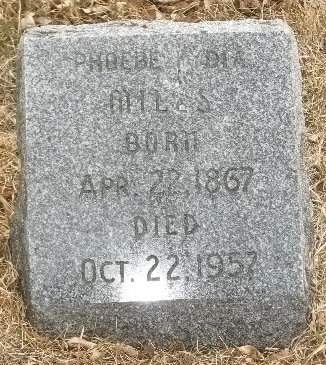 PHOEBE
MILES
BORN
APR. 22. 1867
DIED
OCT. 22. 1957